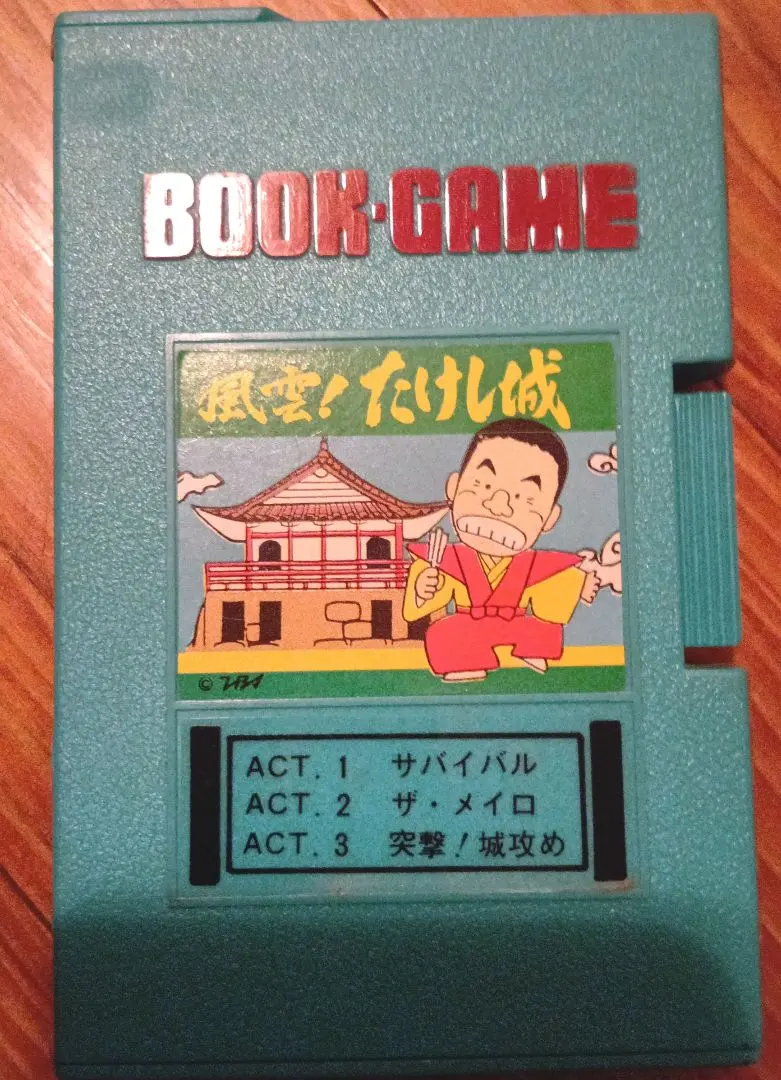 BOOK・GAME
風雲!たけし城
© TBS
ACT. 1 サバイバル
ACT. 2 ザ・メイロ
ACT. 3 突撃!城攻め